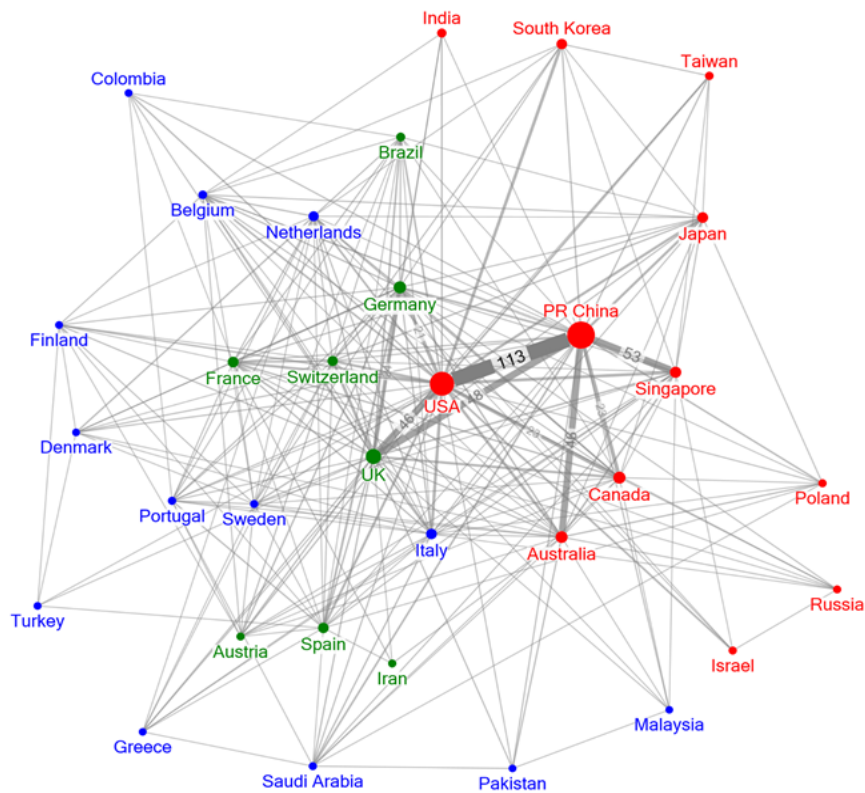 India
South Korea
Taiwan
Colombia
Brazil
Belgium
Netherlands
Japan
Germany
PR China
Finland
113
53
France
Switzerland
USA
Singapore
46
48
Denmark
UK
Canada
Poland
Portugal
Sweden
Italy
Australia
Russia
Turkey
Austria
Spain
Iran
Israel
Malaysia
Greece
Saudi Arabia
Pakistan